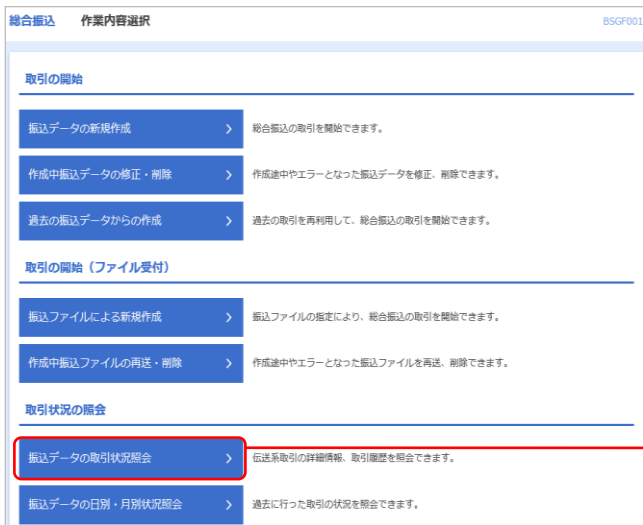 総合振込 作業内容選択 BSGF001
取引の開始
振込データの新規作成 総合振込の取引を開始できます。
作成中振込データの修正・削除 作成途中やエラーとなった振込データを修正、削除できます。
過去の振込データからの作成 過去の取引を再利用して、総合振込の取引を開始できます。
取引の開始（ファイル受付）
振込ファイルによる新規作成 振込ファイルの指定により、総合振込の取引を開始できます。
作成中振込ファイルの再送・削除 作成途中やエラーとなった振込ファイルを再送、削除できます。
取引状況の照会
振込データの取引状況照会 伝送系取引の詳細情報、取引履歴を照会できます。
振込データの日別・月別状況照会 過去に行った取引の状況を照会できます。